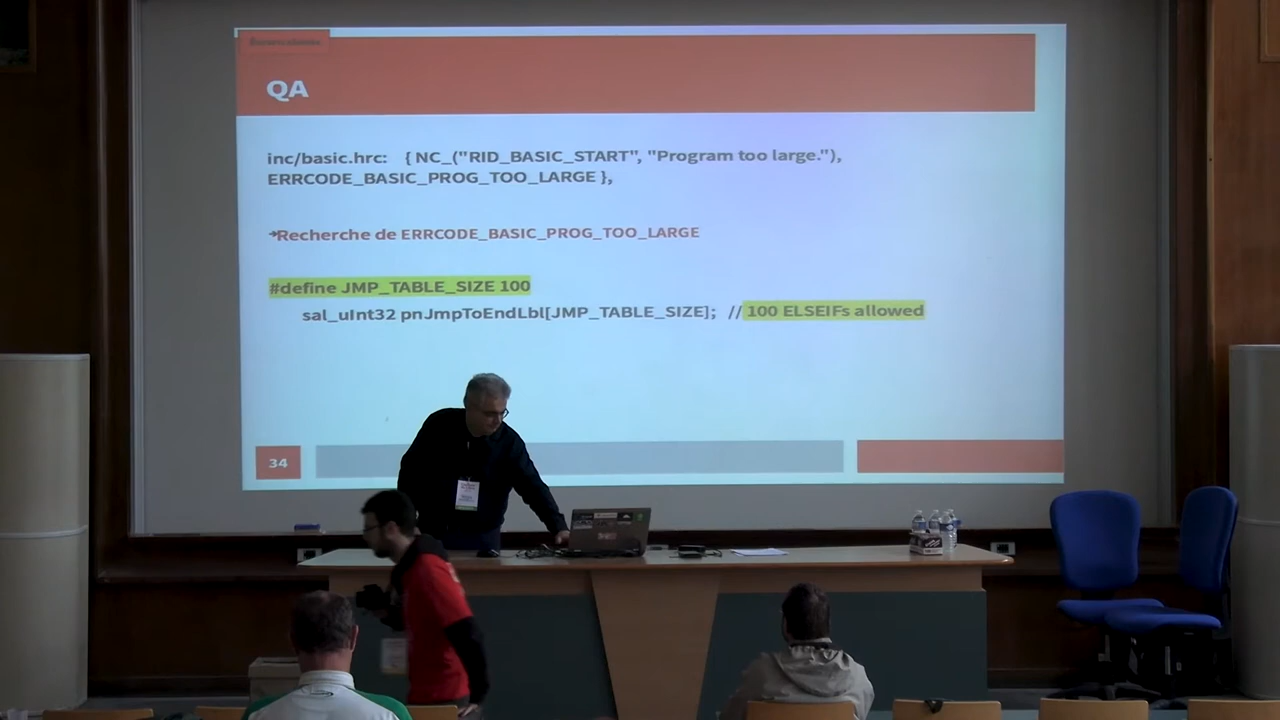 QA
inc/basic.hrc: { NC_("RID_BASIC_START", "Program too large."),
ERRCODE_BASIC_PROG_TOO_LARGE },
→Recherche de ERRCODE_BASIC_PROG_TOO_LARGE
#define JMP_TABLE_SIZE 100
sal_uInt32 pnJmpToEndLbl[JMP_TABLE_SIZE]; // 100 ELSEIFs allowed
34